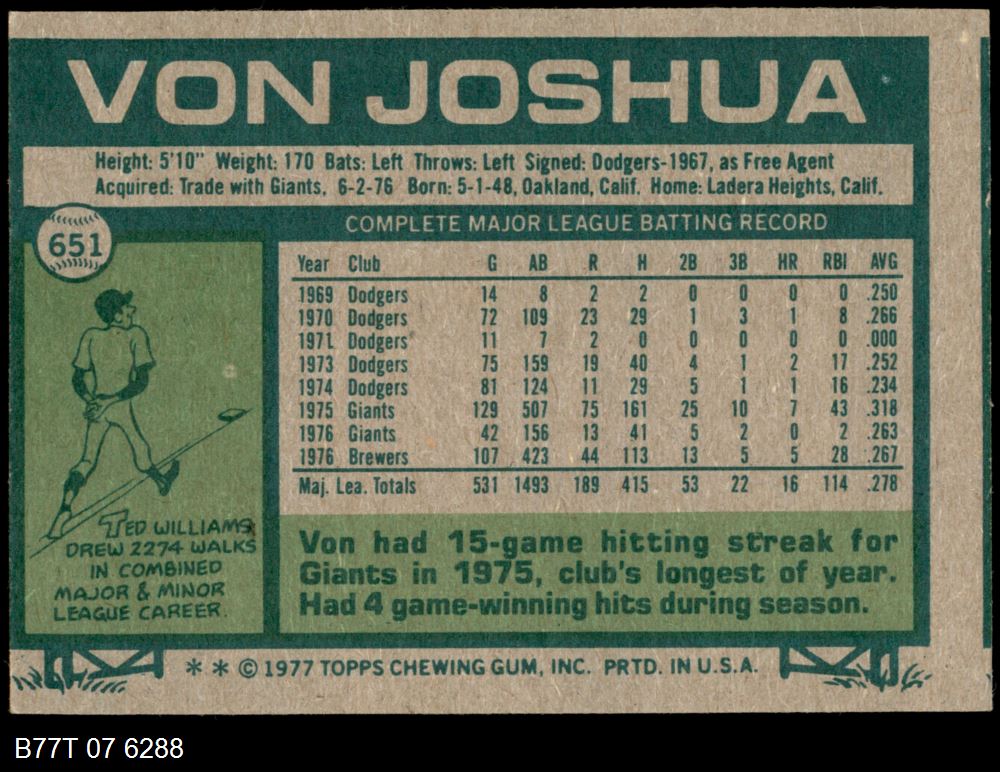 VON JOSHUA
Height: 5'10" Weight: 170 Bats: Left Throws: Left Signed: Dodgers-1967, as Free Agent
Acquired: Trade with Giants, 6-2-76 Born: 5-1-48, Oakland, Calif. Home: Ladera Heights, Calif.
651
COMPLETE MAJOR LEAGUE BATTING RECORD
Year Club G AB R H 2B 3B HR RBI AVG
1969 Dodgers 14 8 2 2 0 0 0 0 .250
1970 Dodgers 72 109 23 29 1 3 1 8 .266
1971 Dodgers 11 7 2 0 0 0 0 0 .000
1973 Dodgers 75 159 19 40 4 1 2 17 .252
1974 Dodgers 81 124 11 29 5 1 1 16 .234
1975 Giants 129 507 75 161 25 10 7 43 .318
1976 Giants 42 156 13 41 5 2 0 2 .263
1976 Brewers 107 423 44 113 13 5 5 28 .267
Maj. Lea. Totals 531 1493 189 415 53 22 16 114 .278
TED WILLIAMS
DREW 2274 WALKS
IN COMBINED
MAJOR & MINOR
LEAGUE CAREER.
Von had 15-game hitting streak for
Giants in 1975, club's longest of year.
Had 4 game-winning hits during season.
* * © 1977 TOPPS CHEWING GUM, INC. PRTD. IN U.S.A.
B77T 07 6288